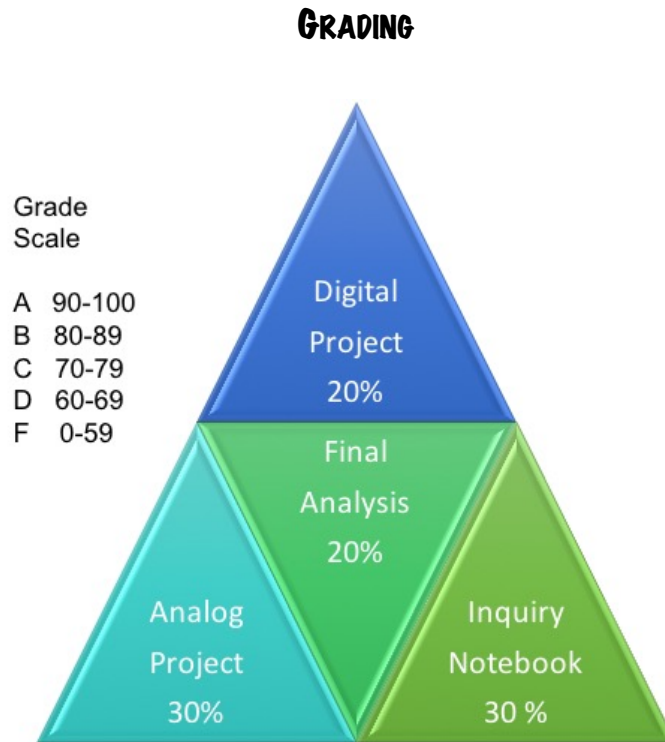 GRADING
Grade
Scale
A 90-100
B 80-89
C 70-79
D 60-69
F 0-59
Digital
Project
20%
Final
Analysis
20%
Analog
Project
30%
Inquiry
Notebook
30 %